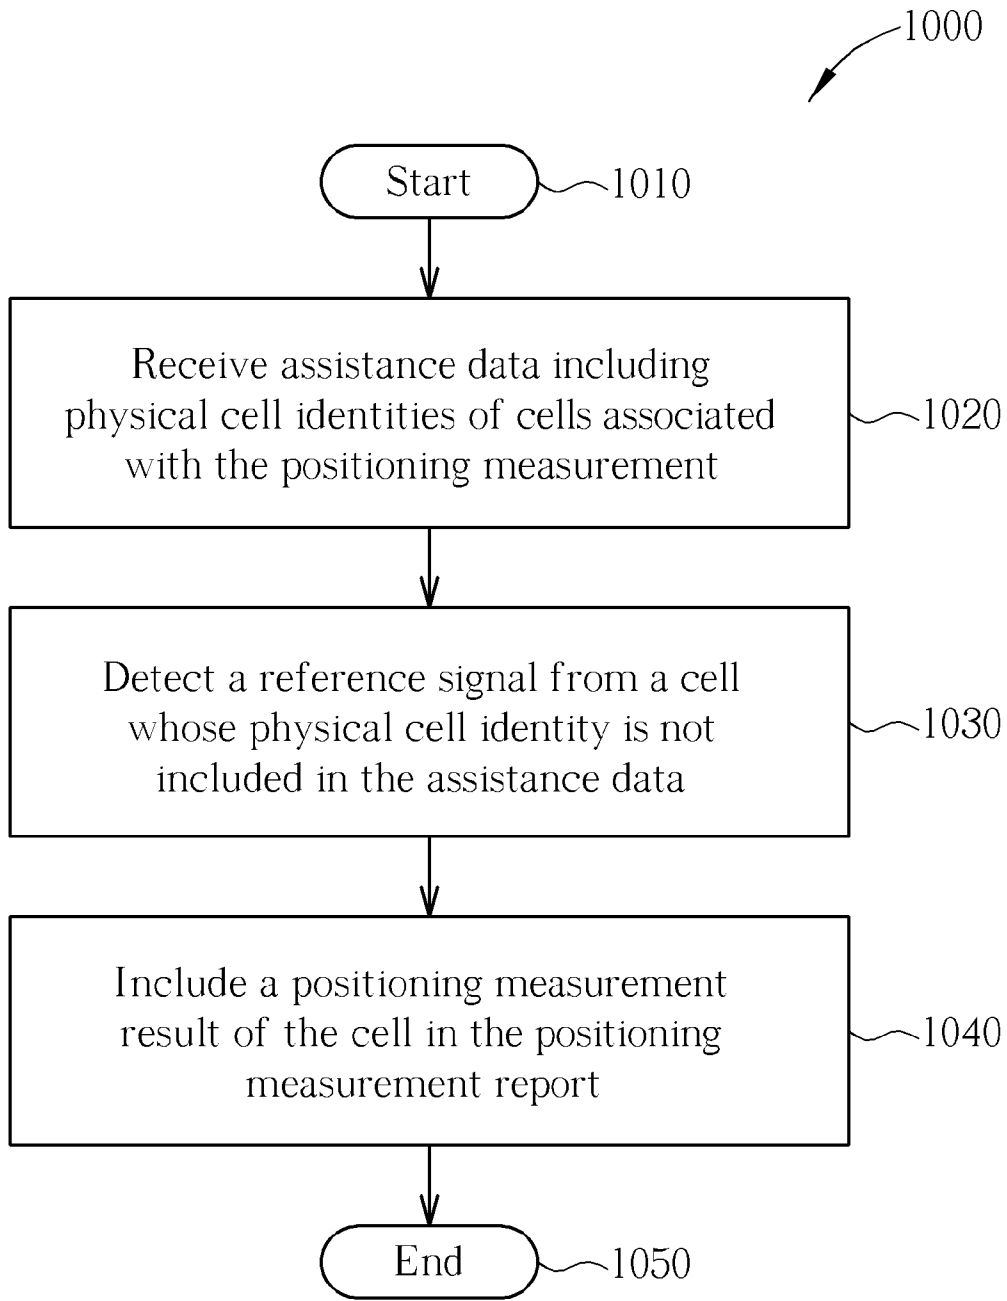 1000
Start
1010
Receive assistance data including
physical cell identities of cells associated
with the positioning measurement
1020
Detect a reference signal from a cell
whose physical cell identity is not
included in the assistance data
1030
Include a positioning measurement
result of the cell in the positioning
measurement report
1040
End
1050